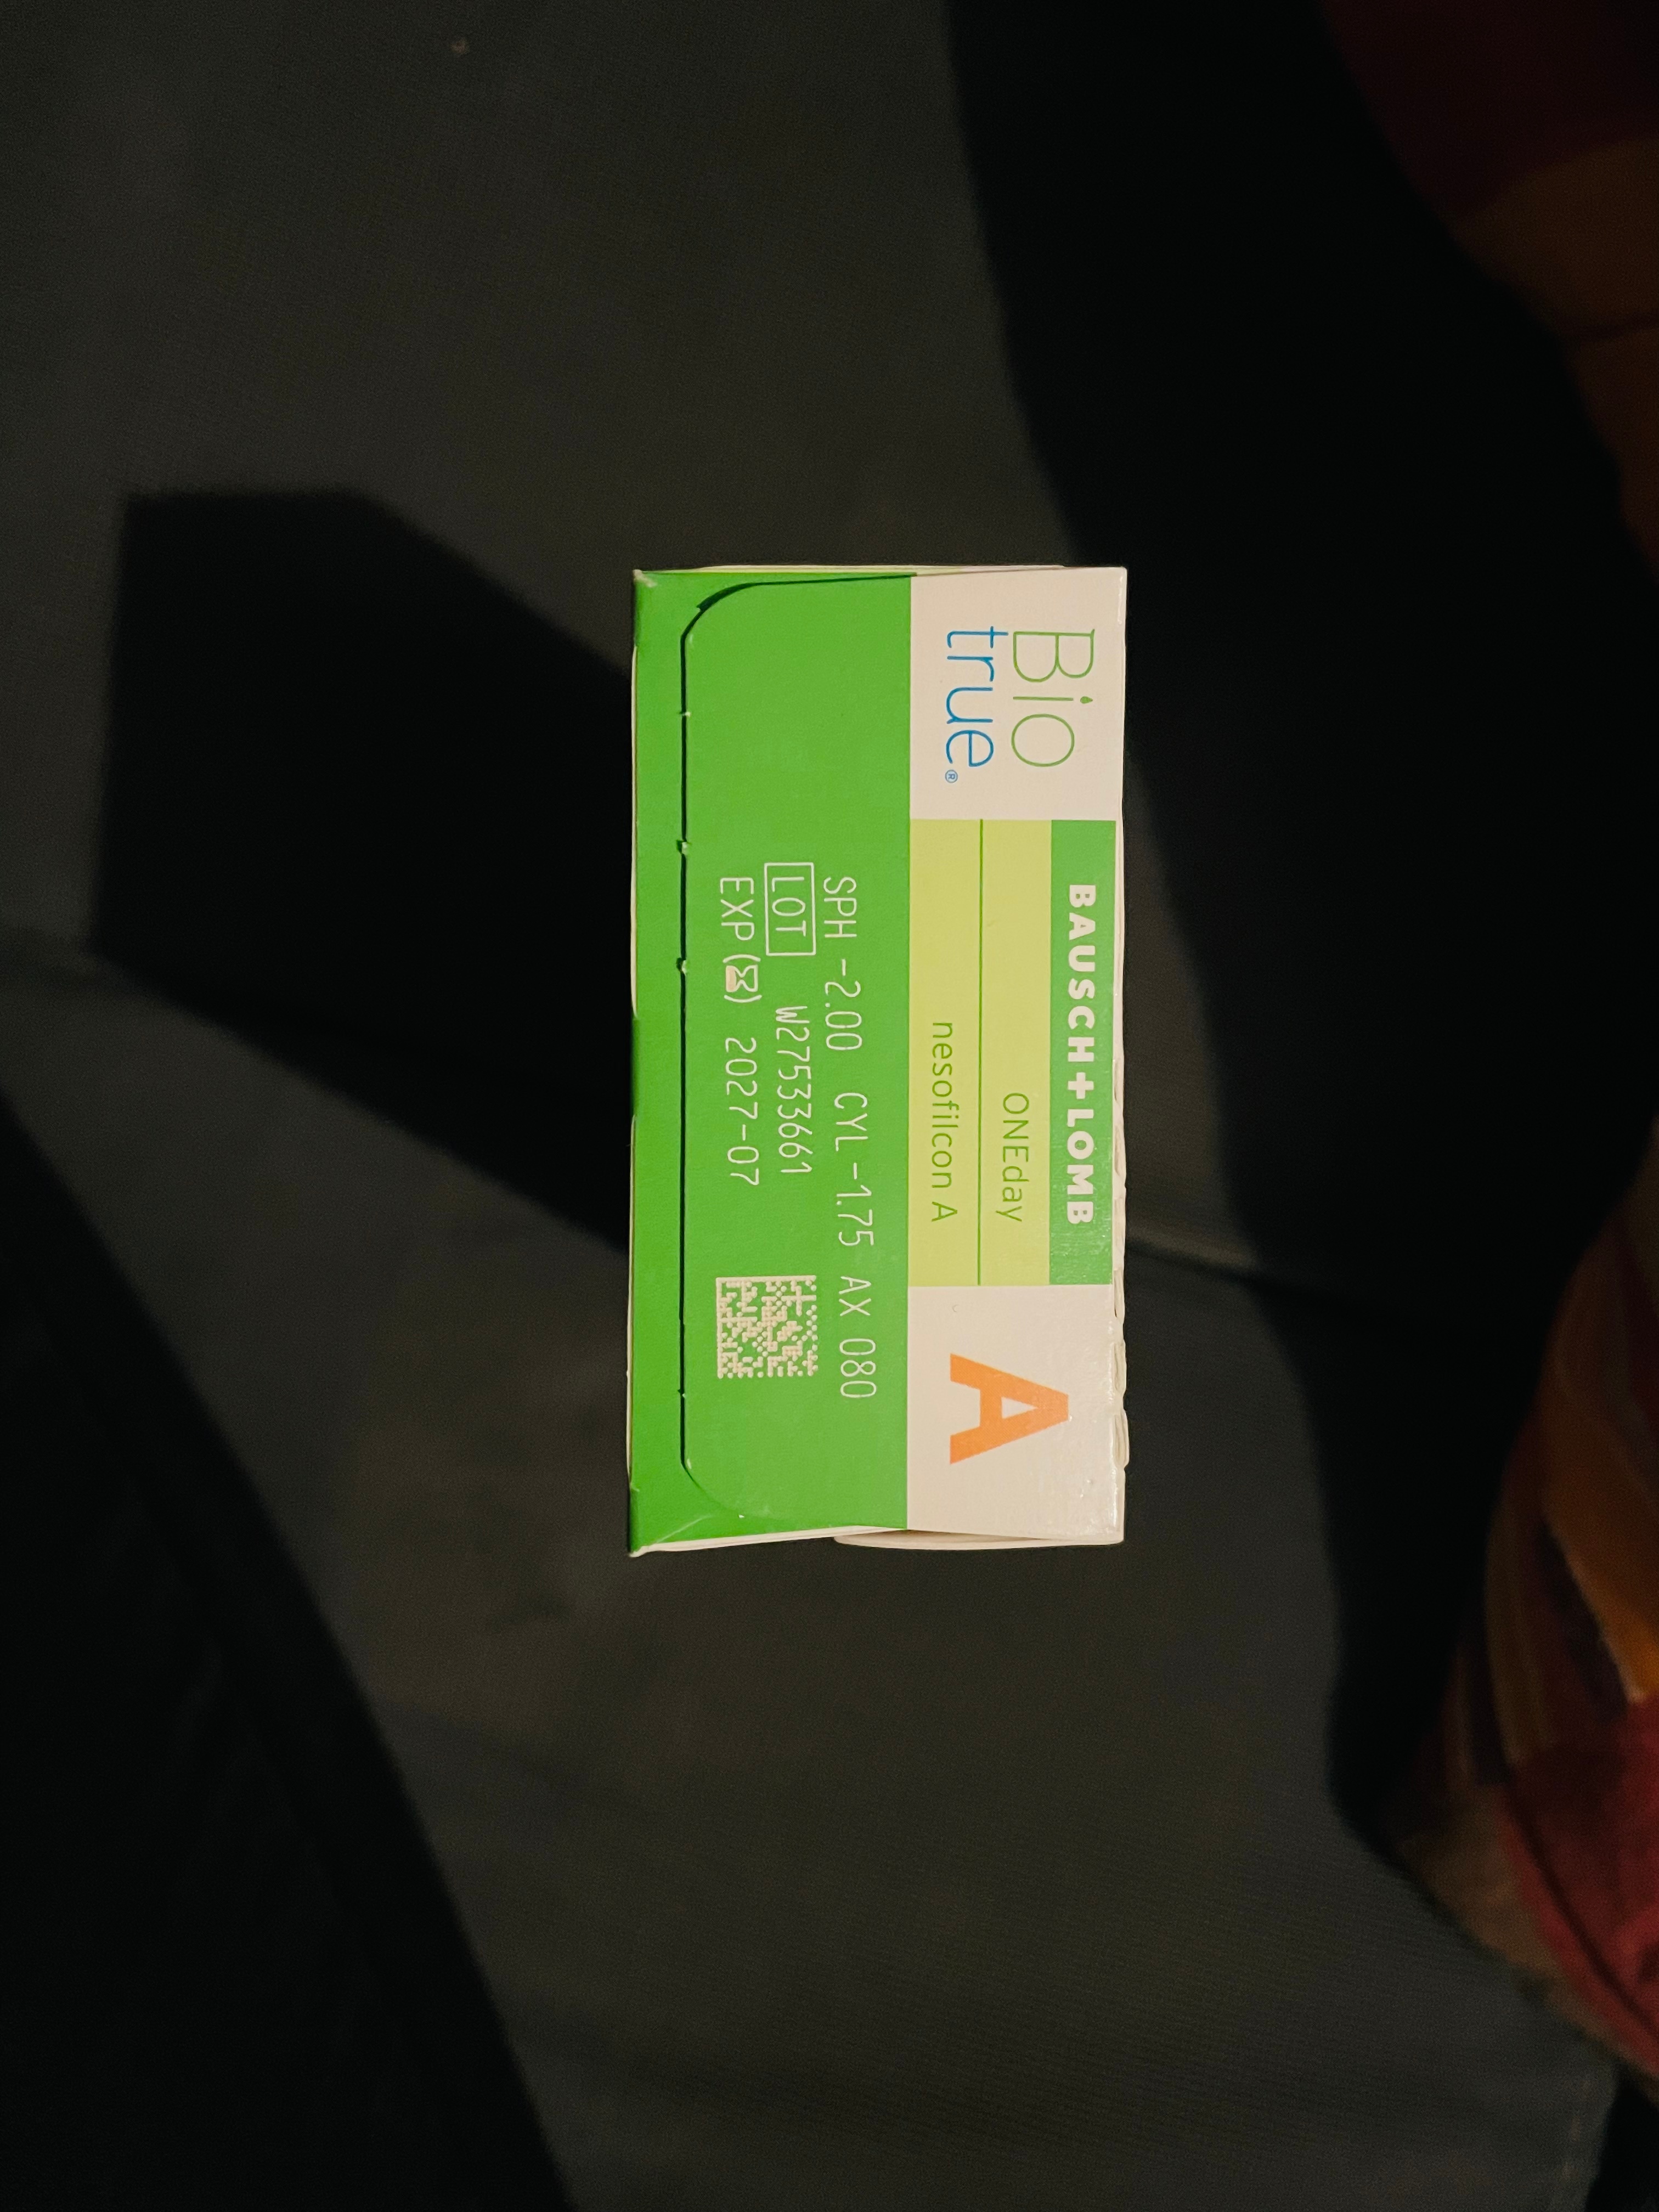 Bio
true®
BAUSCH+LOMB
ONEday
nesofilcon A
A
SPH -2.00 CYL -1.75 AX 080
LOT W27533661
EXP (⌛) 2027-07